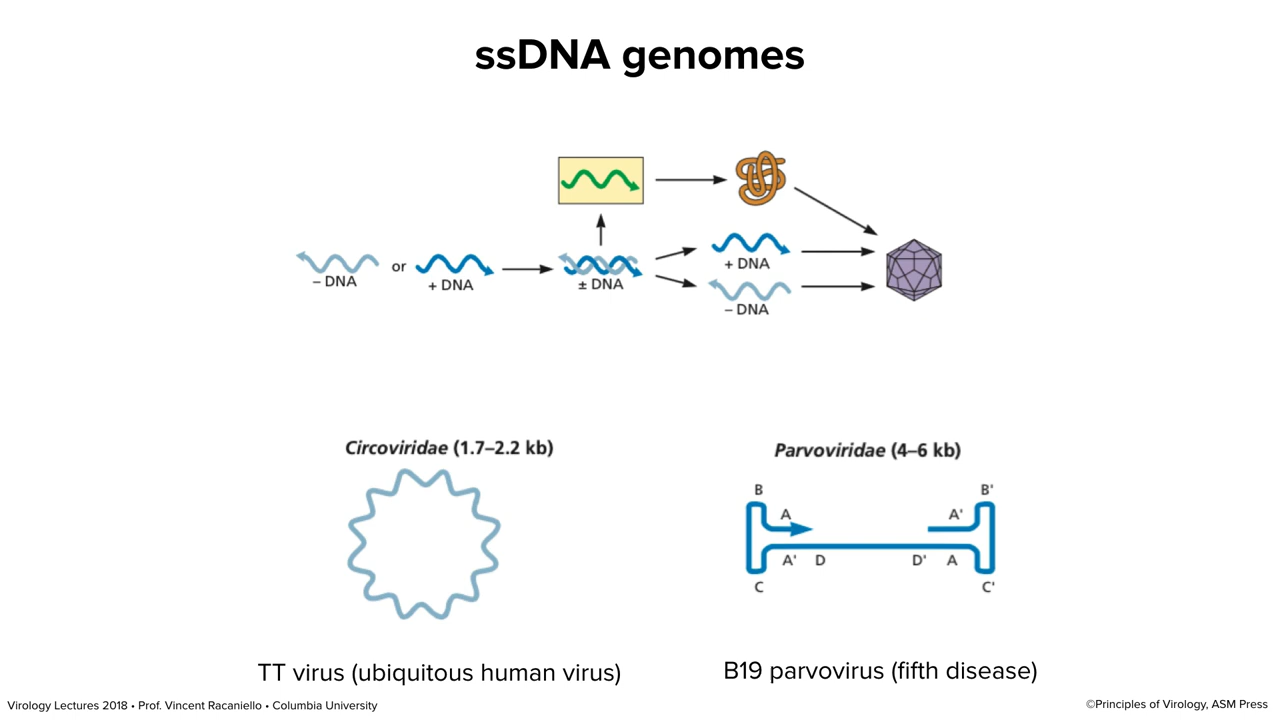 ssDNA genomes
– DNA
or
+ DNA
± DNA
+ DNA
– DNA
Circoviridae (1.7–2.2 kb)
Parvoviridae (4–6 kb)
B
A
A' D
C
B'
A'
D' A
C'
TT virus (ubiquitous human virus)
B19 parvovirus (fifth disease)
Virology Lectures 2018 • Prof. Vincent Racaniello • Columbia University
©Principles of Virology, ASM Press